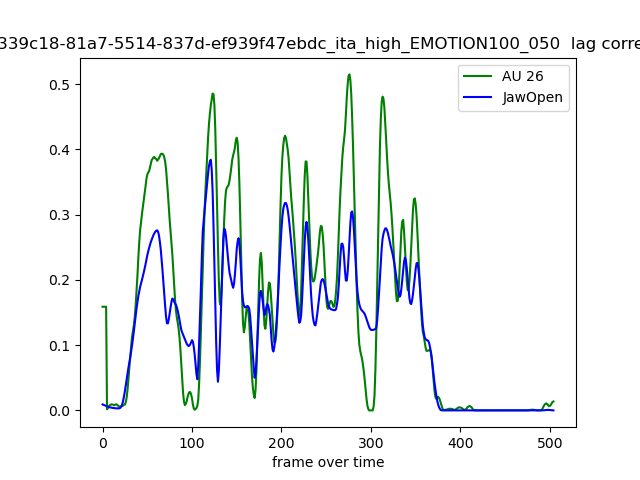 339c18-81a7-5514-837d-ef939f47ebdc_ita_high_EMOTION100_050 lag corre
AU 26
JawOpen
0.5
0.4
0.3
0.2
0.1
0.0
0 100 200 300 400 500
frame over time